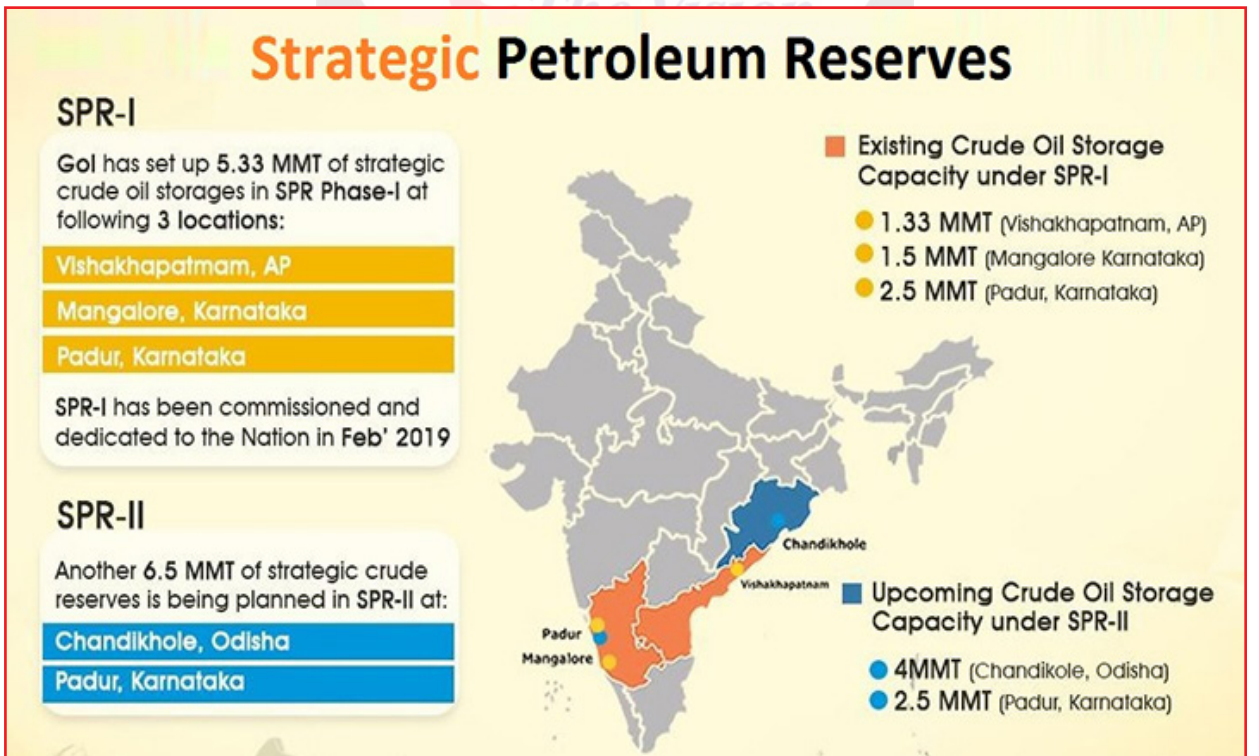 The Vision
Strategic Petroleum Reserves
SPR-I
GoI has set up 5.33 MMT of strategic
crude oil storages in SPR Phase-I at
following 3 locations:
Vishakhapatmam, AP
Mangalore, Karnataka
Padur, Karnataka
SPR-I has been commissioned and
dedicated to the Nation in Feb' 2019
SPR-II
Another 6.5 MMT of strategic crude
reserves is being planned in SPR-II at:
Chandikhole, Odisha
Padur, Karnataka
Existing Crude Oil Storage
Capacity under SPR-I
1.33 MMT (Vishakhapatnam, AP)
1.5 MMT (Mangalore Karnataka)
2.5 MMT (Padur, Karnataka)
Chandikhole
Vishakhapatnam
Padur
Mangalore
Upcoming Crude Oil Storage
Capacity under SPR-II
4MMT (Chandikole, Odisha)
2.5 MMT (Padur, Karnataka)